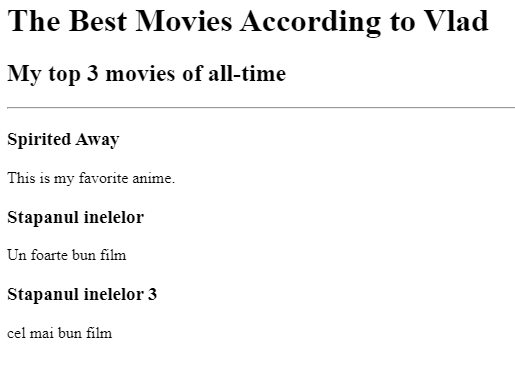 The Best Movies According to Vlad
My top 3 movies of all-time
Spirited Away
This is my favorite anime.
Stapanul inelelor
Un foarte bun film
Stapanul inelelor 3
cel mai bun film